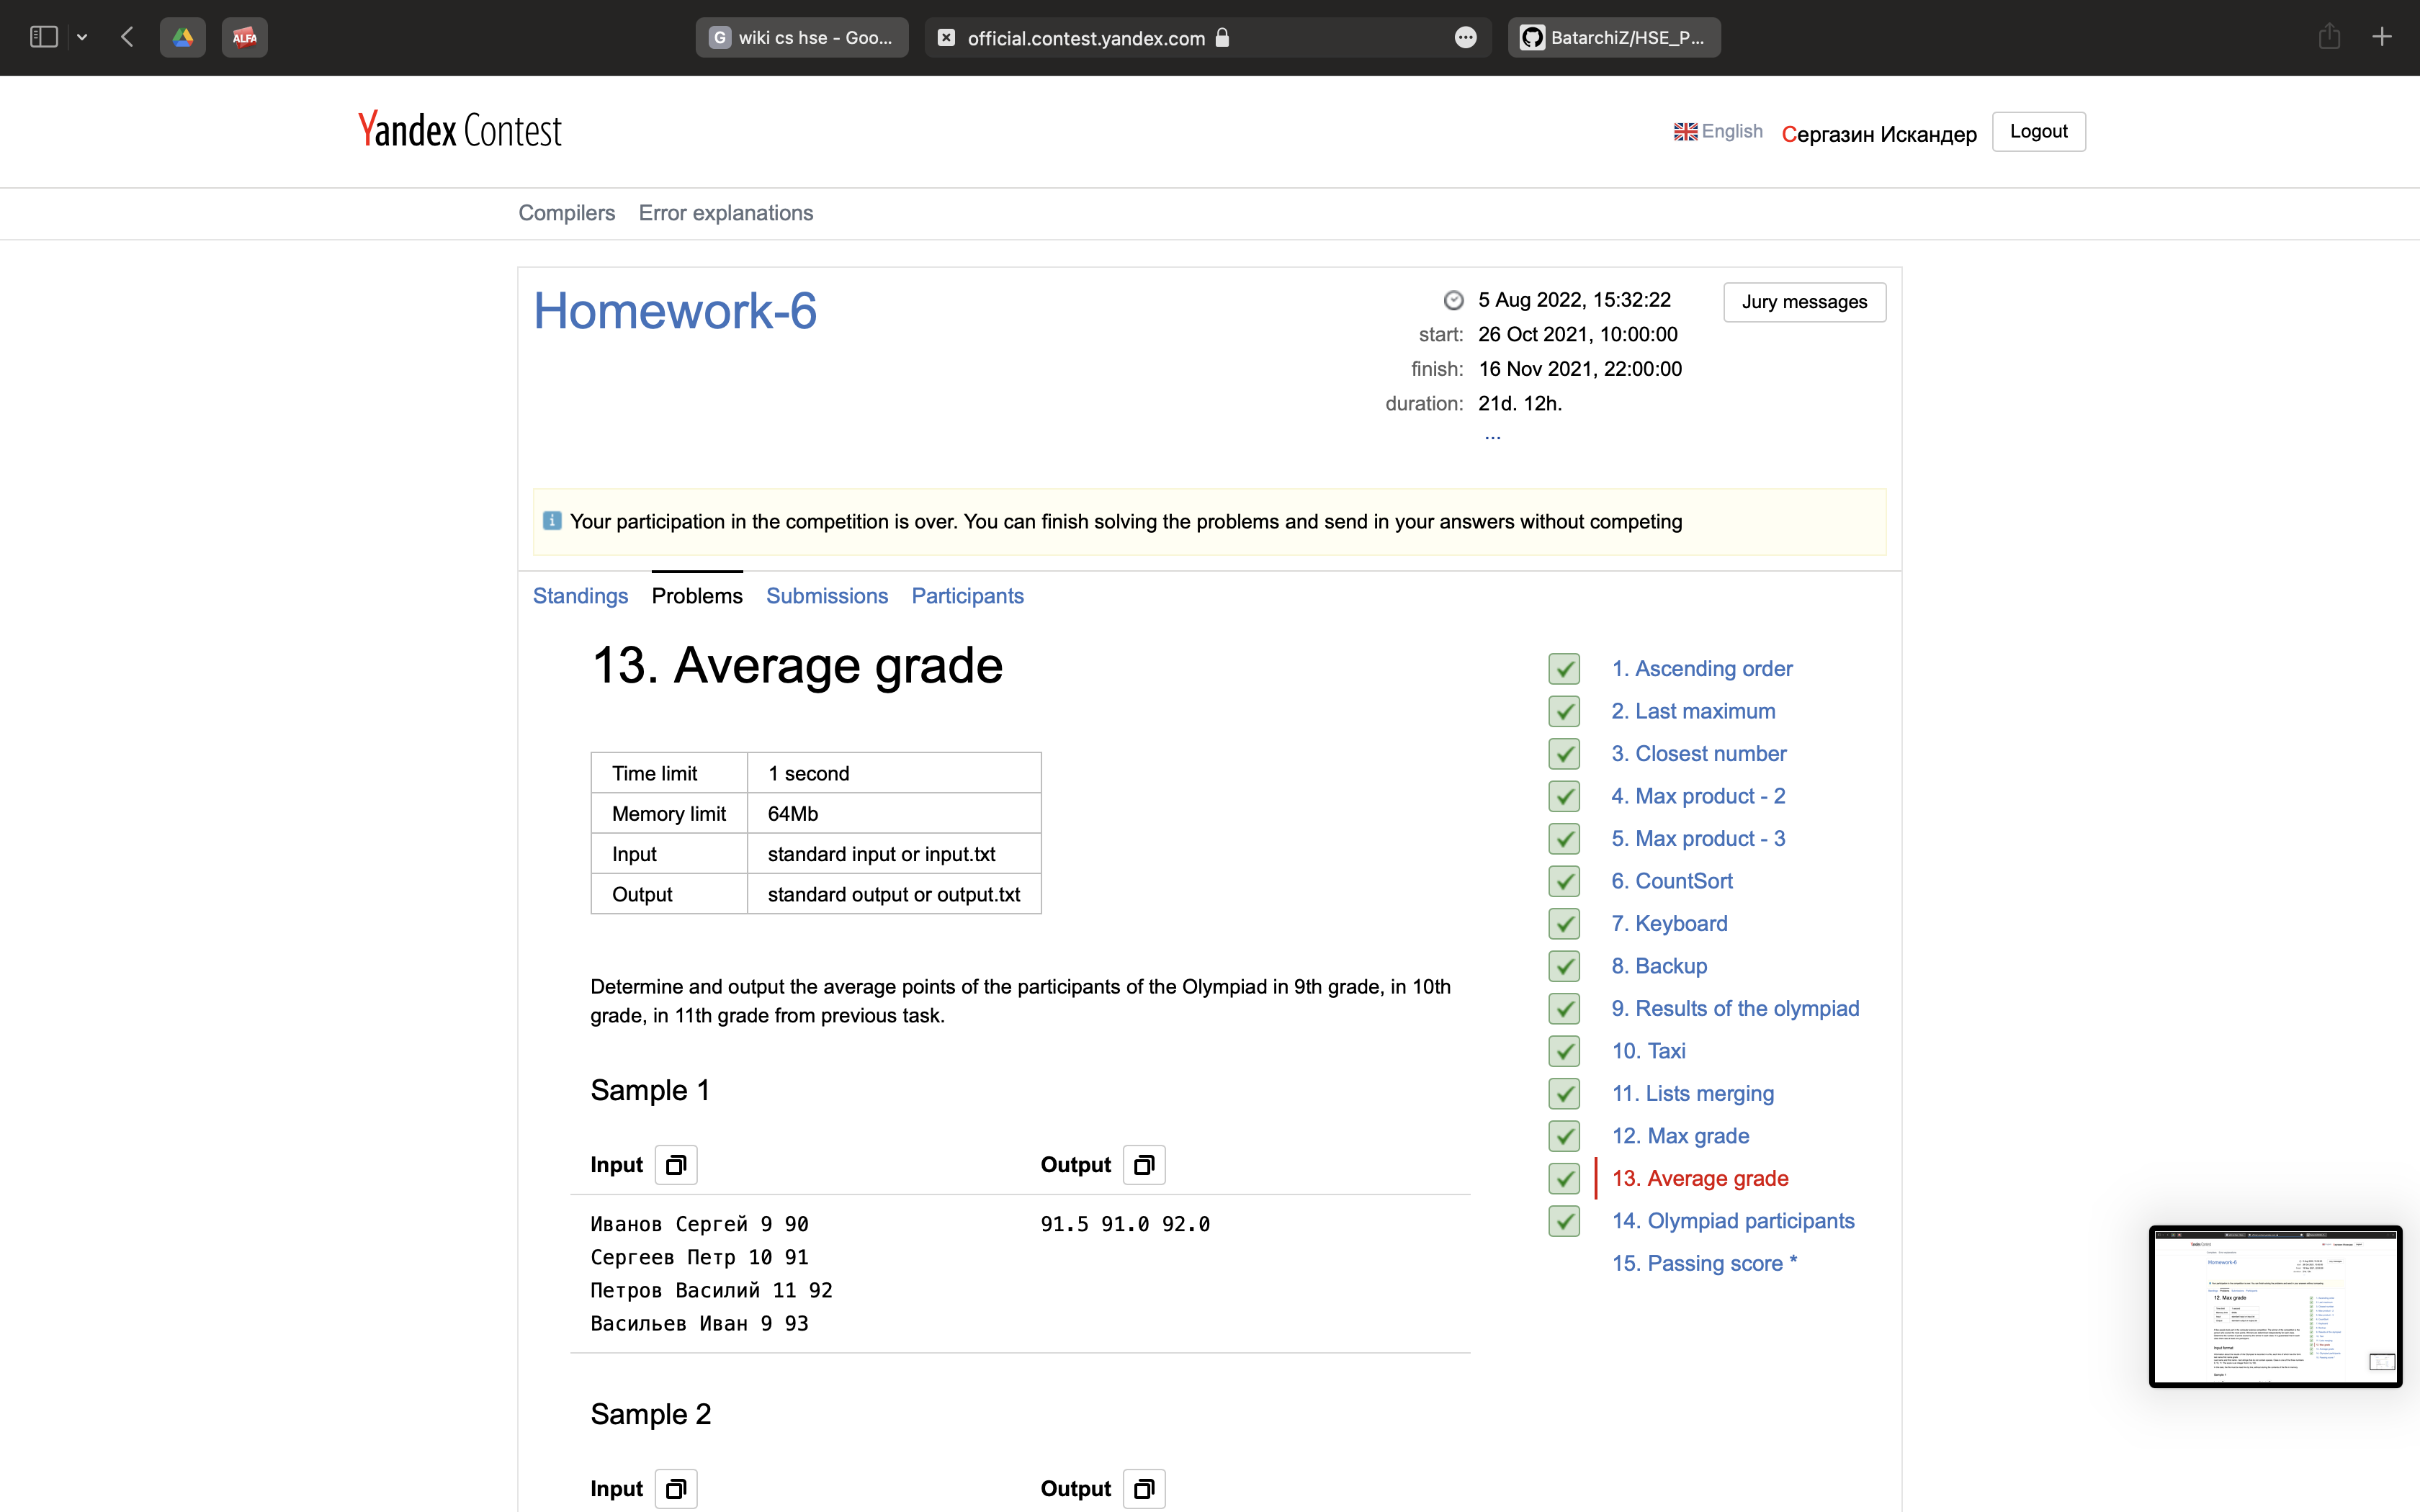 ALFA
G wiki cs hse - Goo...
official.contest.yandex.com
BatarchiZ/HSE_P...
Yandex Contest
English
Сергазин Искандер
Logout
Compilers Error explanations
Homework-6
5 Aug 2022, 15:32:22
Jury messages
start: 26 Oct 2021, 10:00:00
finish: 16 Nov 2021, 22:00:00
duration: 21d. 12h.
...
Your participation in the competition is over. You can finish solving the problems and send in your answers without competing
Standings Problems Submissions Participants
13. Average grade
Time limit 1 second
Memory limit 64Mb
Input standard input or input.txt
Output standard output or output.txt
Determine and output the average points of the participants of the Olympiad in 9th grade, in 10th
grade, in 11th grade from previous task.
Sample 1
Input Output
Иванов Сергей 9 90 91.5 91.0 92.0
Сергеев Петр 10 91
Петров Василий 11 92
Васильев Иван 9 93
Sample 2
Input Output
1. Ascending order
2. Last maximum
3. Closest number
4. Max product - 2
5. Max product - 3
6. CountSort
7. Keyboard
8. Backup
9. Results of the olympiad
10. Taxi
11. Lists merging
12. Max grade
13. Average grade
14. Olympiad participants
15. Passing score *
Homework-6
12. Max grade